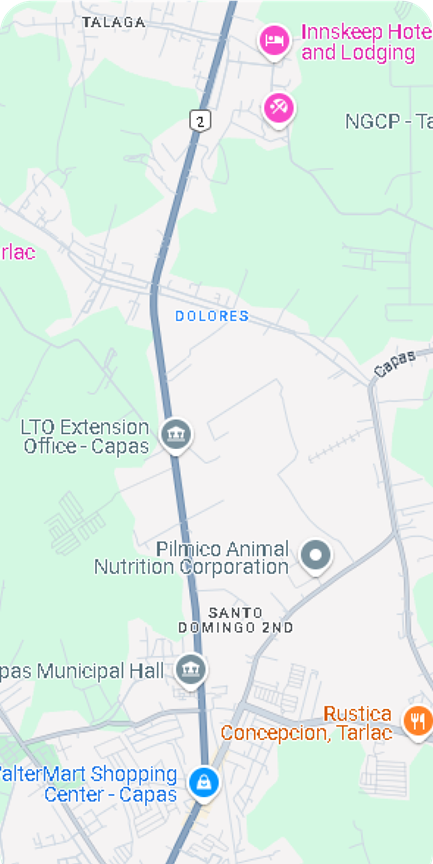 TALAGA
Innskeep Hote
and Lodging
2
NGCP - Ta
rlac
DOLORES
Capas
LTO Extension
Office - Capas
Pilmico Animal
Nutrition Corporation
SANTO
DOMINGO 2ND
pas Municipal Hall
Rustica
Concepcion, Tarlac
alterMart Shopping
Center - Capas